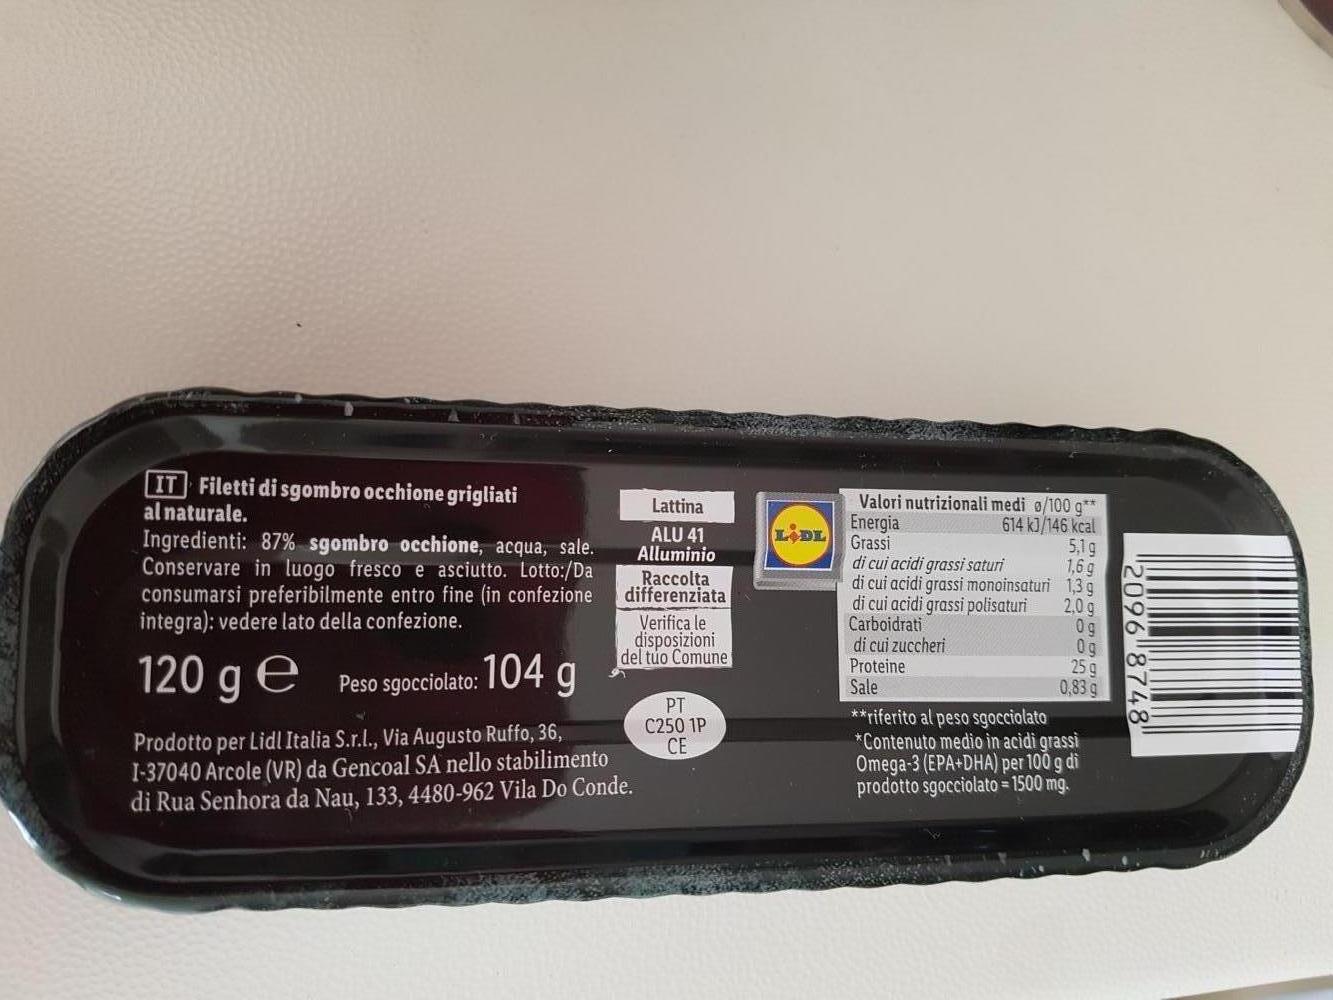 IT Filetti di sgombro occhione grigliati
al naturale.
Ingredienti: 87% sgombro occhione, acqua, sale.
Conservare in luogo fresco e asciutto. Lotto:/Da
consumarsi preferibilmente entro fine (in confezione
integra): vedere lato della confezione.
120 g e Peso sgocciolato: 104 g
Prodotto per Lidl Italia S.r.l., Via Augusto Ruffo, 36,
I-37040 Arcole (VR) da Gencoal SA nello stabilimento
di Rua Senhora da Nau, 133, 4480-962 Vila Do Conde.
Lattina
ALU 41
Alluminio
Raccolta
differenziata
Verifica le
disposizioni
del tuo Comune
PT
C250 1P
CE
LIDL
Valori nutrizionali medi ø/100 g**
Energia 614 kJ/146 kcal
Grassi 5,1 g
di cui acidi grassi saturi 1,6 g
di cui acidi grassi monoinsaturi 1,3 g
di cui acidi grassi polisaturi 2,0 g
Carboidrati 0 g
di cui zuccheri 0 g
Proteine 25 g
Sale 0,83 g
**riferito al peso sgocciolato
*Contenuto medio in acidi grassi
Omega-3 (EPA+DHA) per 100 g di
prodotto sgocciolato = 1500 mg.
2096 8748